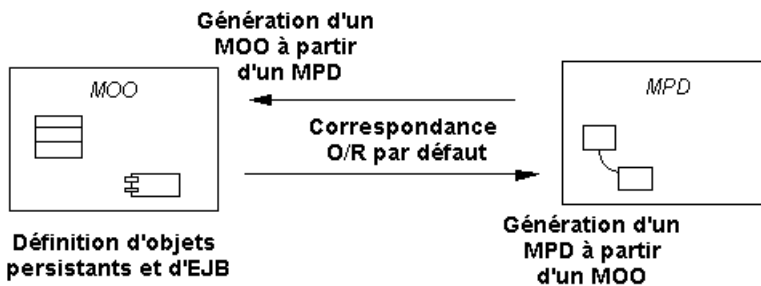 Génération d'un
MOO à partir
d'un MPD
MOO
MPD
Correspondance
O/R par défaut
Définition d'objets
persistants et d'EJB
Génération d'un
MPD à partir
d'un MOO